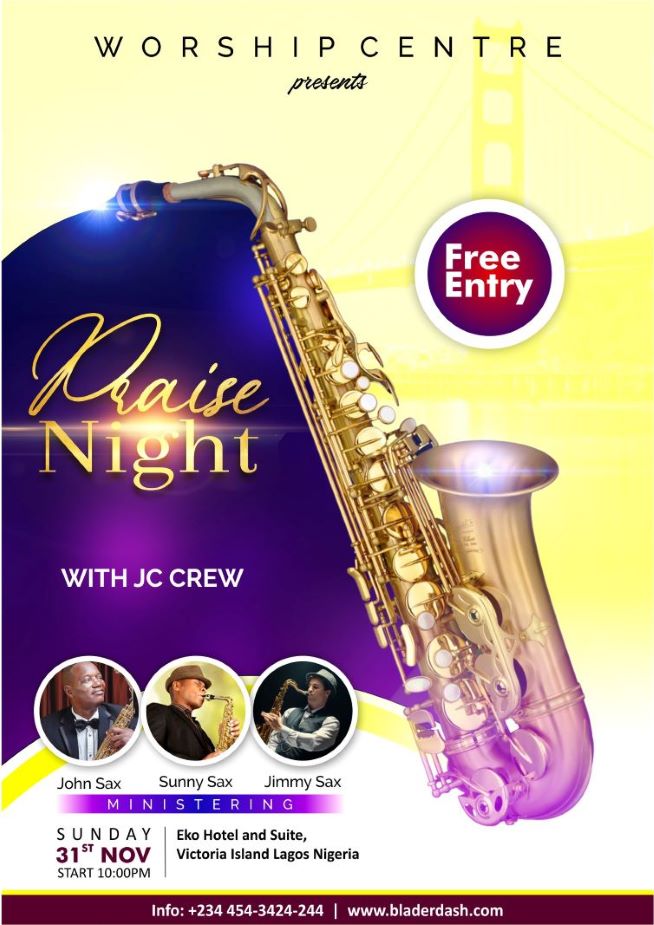 WORSHIP CENTRE
presents
Free
Entry
Praise
Night
WITH JC CREW
John Sax
Sunny Sax
Jimmy Sax
MINISTERING
SUNDAY
31ST NOV
START 10:00PM
Eko Hotel and Suite,
Victoria Island Lagos Nigeria
Info: +234 454-3424-244 | www.bladerdash.com